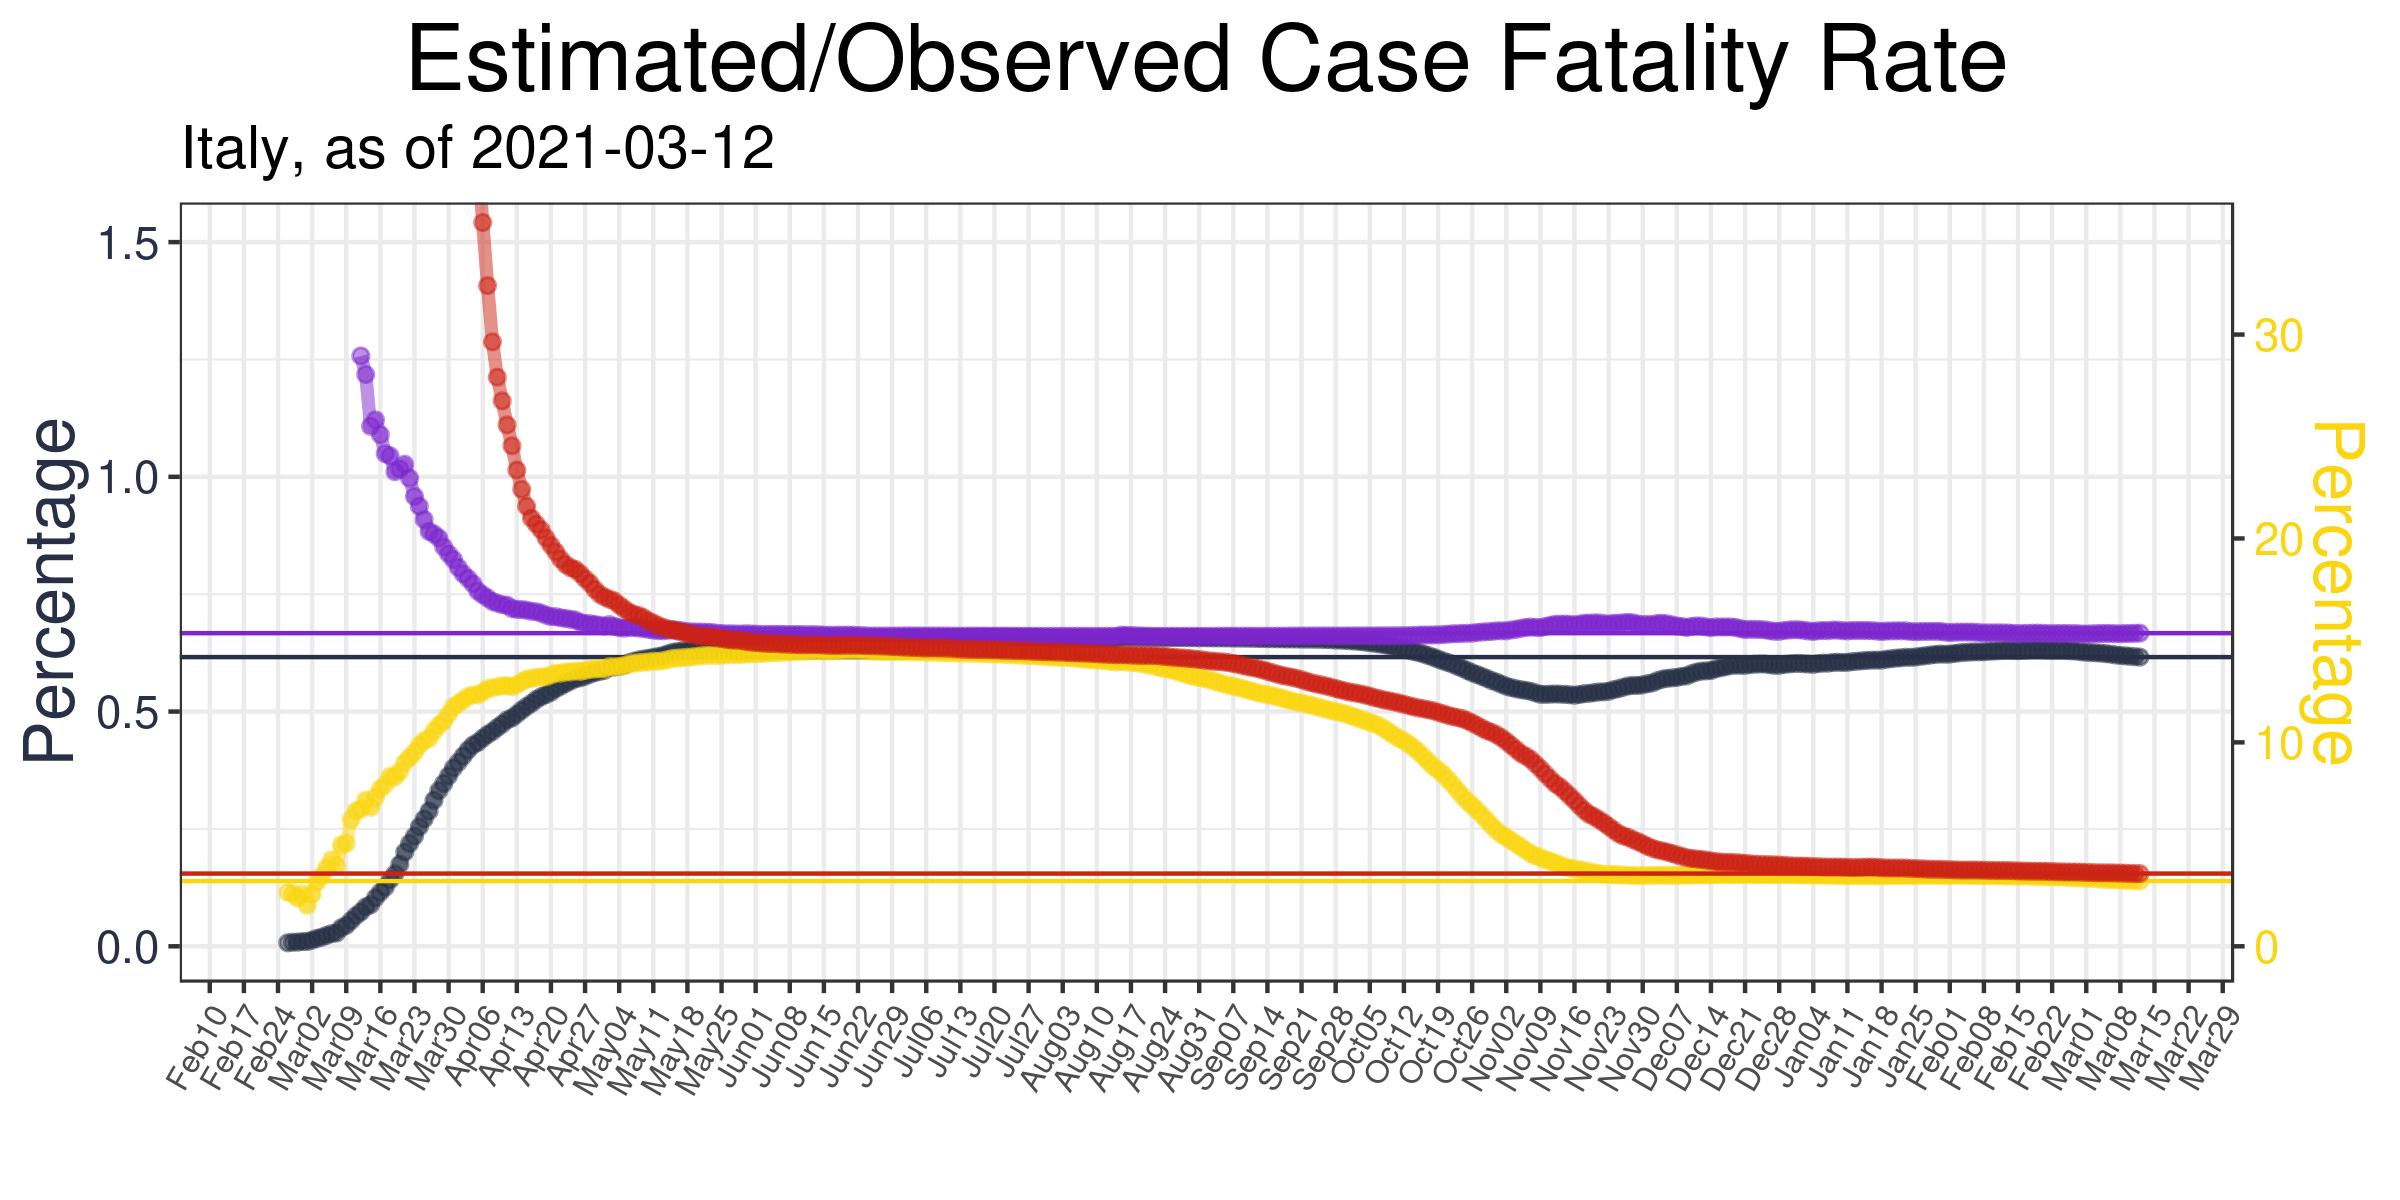 Estimated/Observed Case Fatality Rate
Italy, as of 2021-03-12
Percentage
1.5
1.0
0.5
0.0
30
20
10
0
Percentage
Feb10
Feb17
Feb24
Mar02
Mar09
Mar16
Mar23
Mar30
Apr06
Apr13
Apr20
Apr27
May04
May11
May18
May25
Jun01
Jun08
Jun15
Jun22
Jun29
Jul06
Jul13
Jul20
Jul27
Aug03
Aug10
Aug17
Aug24
Aug31
Sep07
Sep14
Sep21
Sep28
Oct05
Oct12
Oct19
Oct26
Nov02
Nov09
Nov16
Nov23
Nov30
Dec07
Dec14
Dec21
Dec28
Jan04
Jan11
Jan18
Jan25
Feb01
Feb08
Feb15
Feb22
Mar01
Mar08
Mar15
Mar22
Mar29